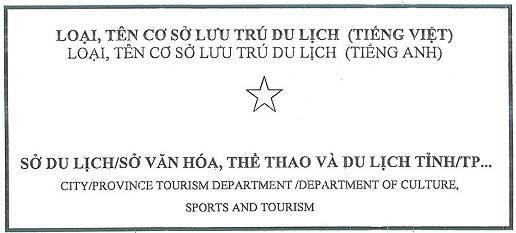 LOẠI, TÊN CƠ SỞ LƯU TRÚ DU LỊCH (TIẾNG VIỆT)
LOẠI, TÊN CƠ SỞ LƯU TRÚ DU LỊCH (TIẾNG ANH)
SỞ DU LỊCH/SỞ VĂN HÓA, THỂ THAO VÀ DU LỊCH TỈNH/TP...
CITY/PROVINCE TOURISM DEPARTMENT /DEPARTMENT OF CULTURE,
SPORTS AND TOURISM